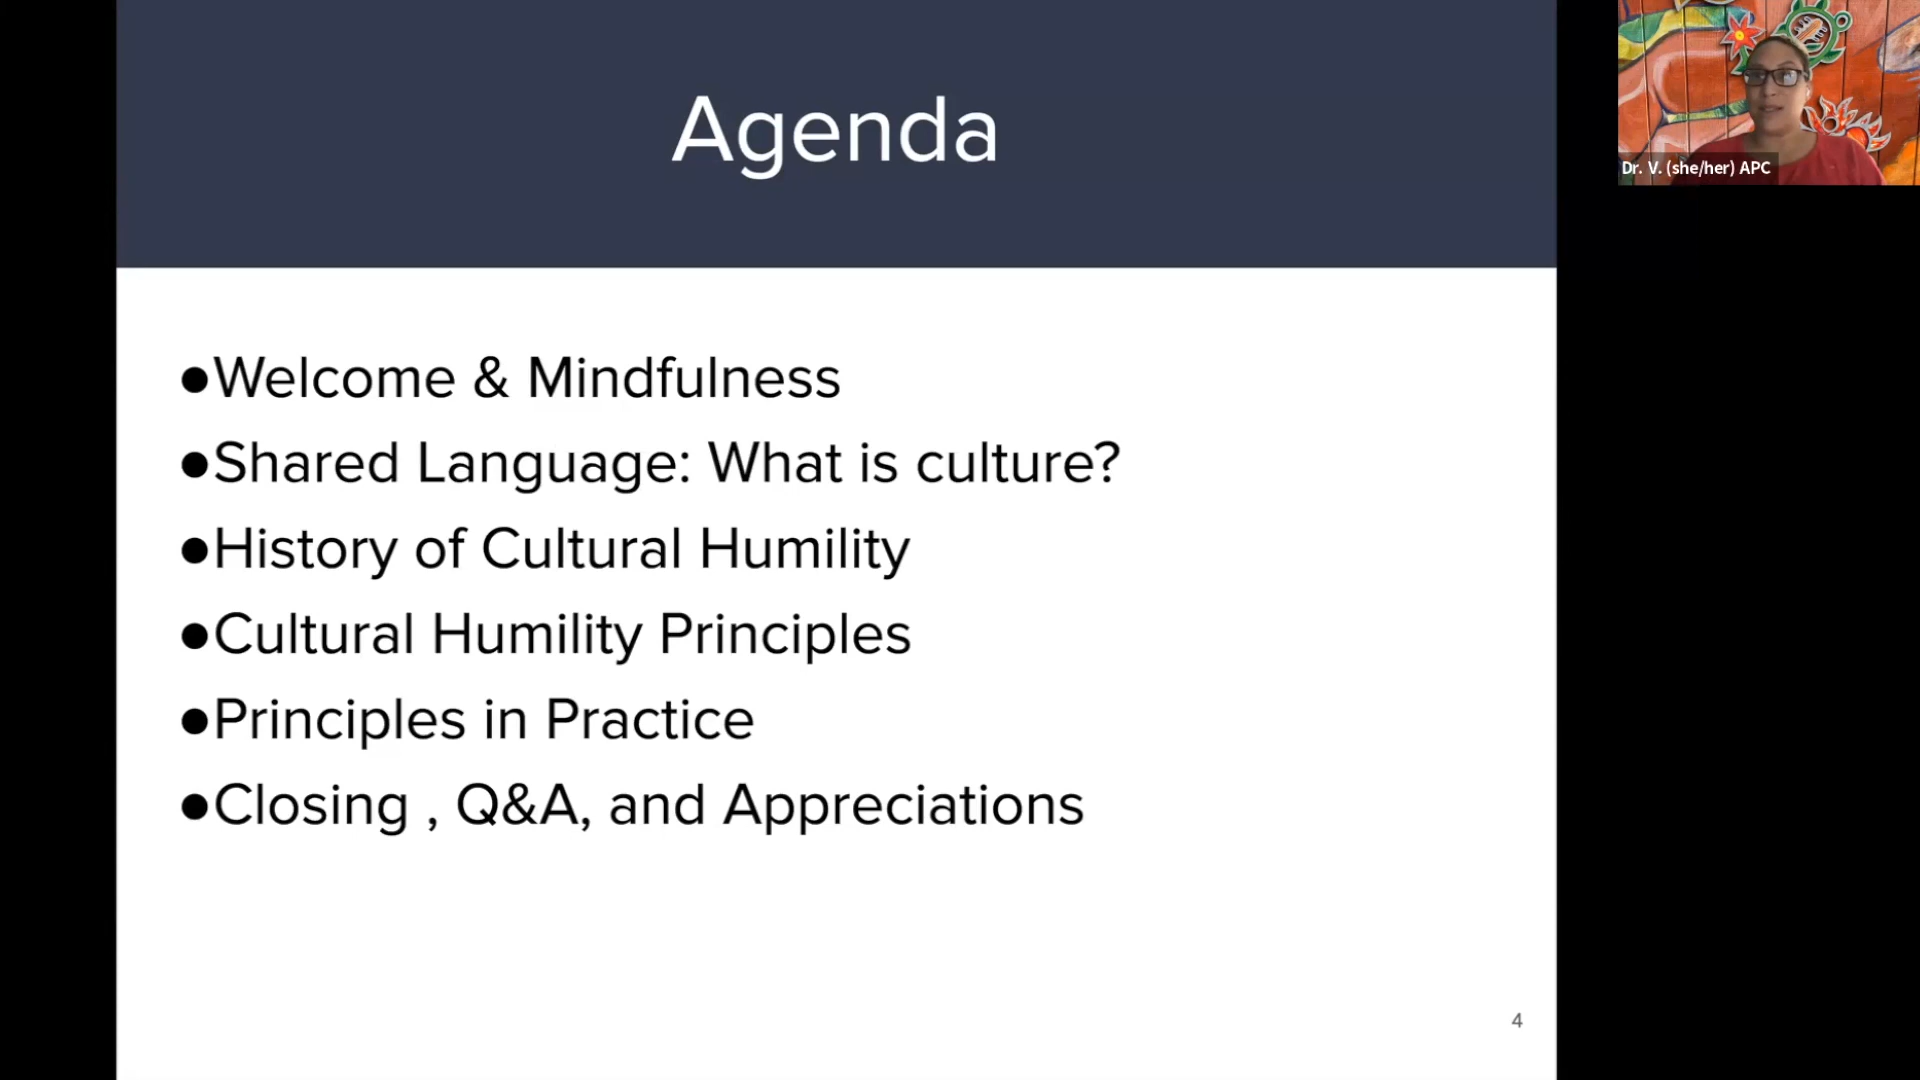 Agenda
●Welcome & Mindfulness
●Shared Language: What is culture?
●History of Cultural Humility
●Cultural Humility Principles
●Principles in Practice
●Closing , Q&A, and Appreciations
4
Dr. V. (she/her) APC